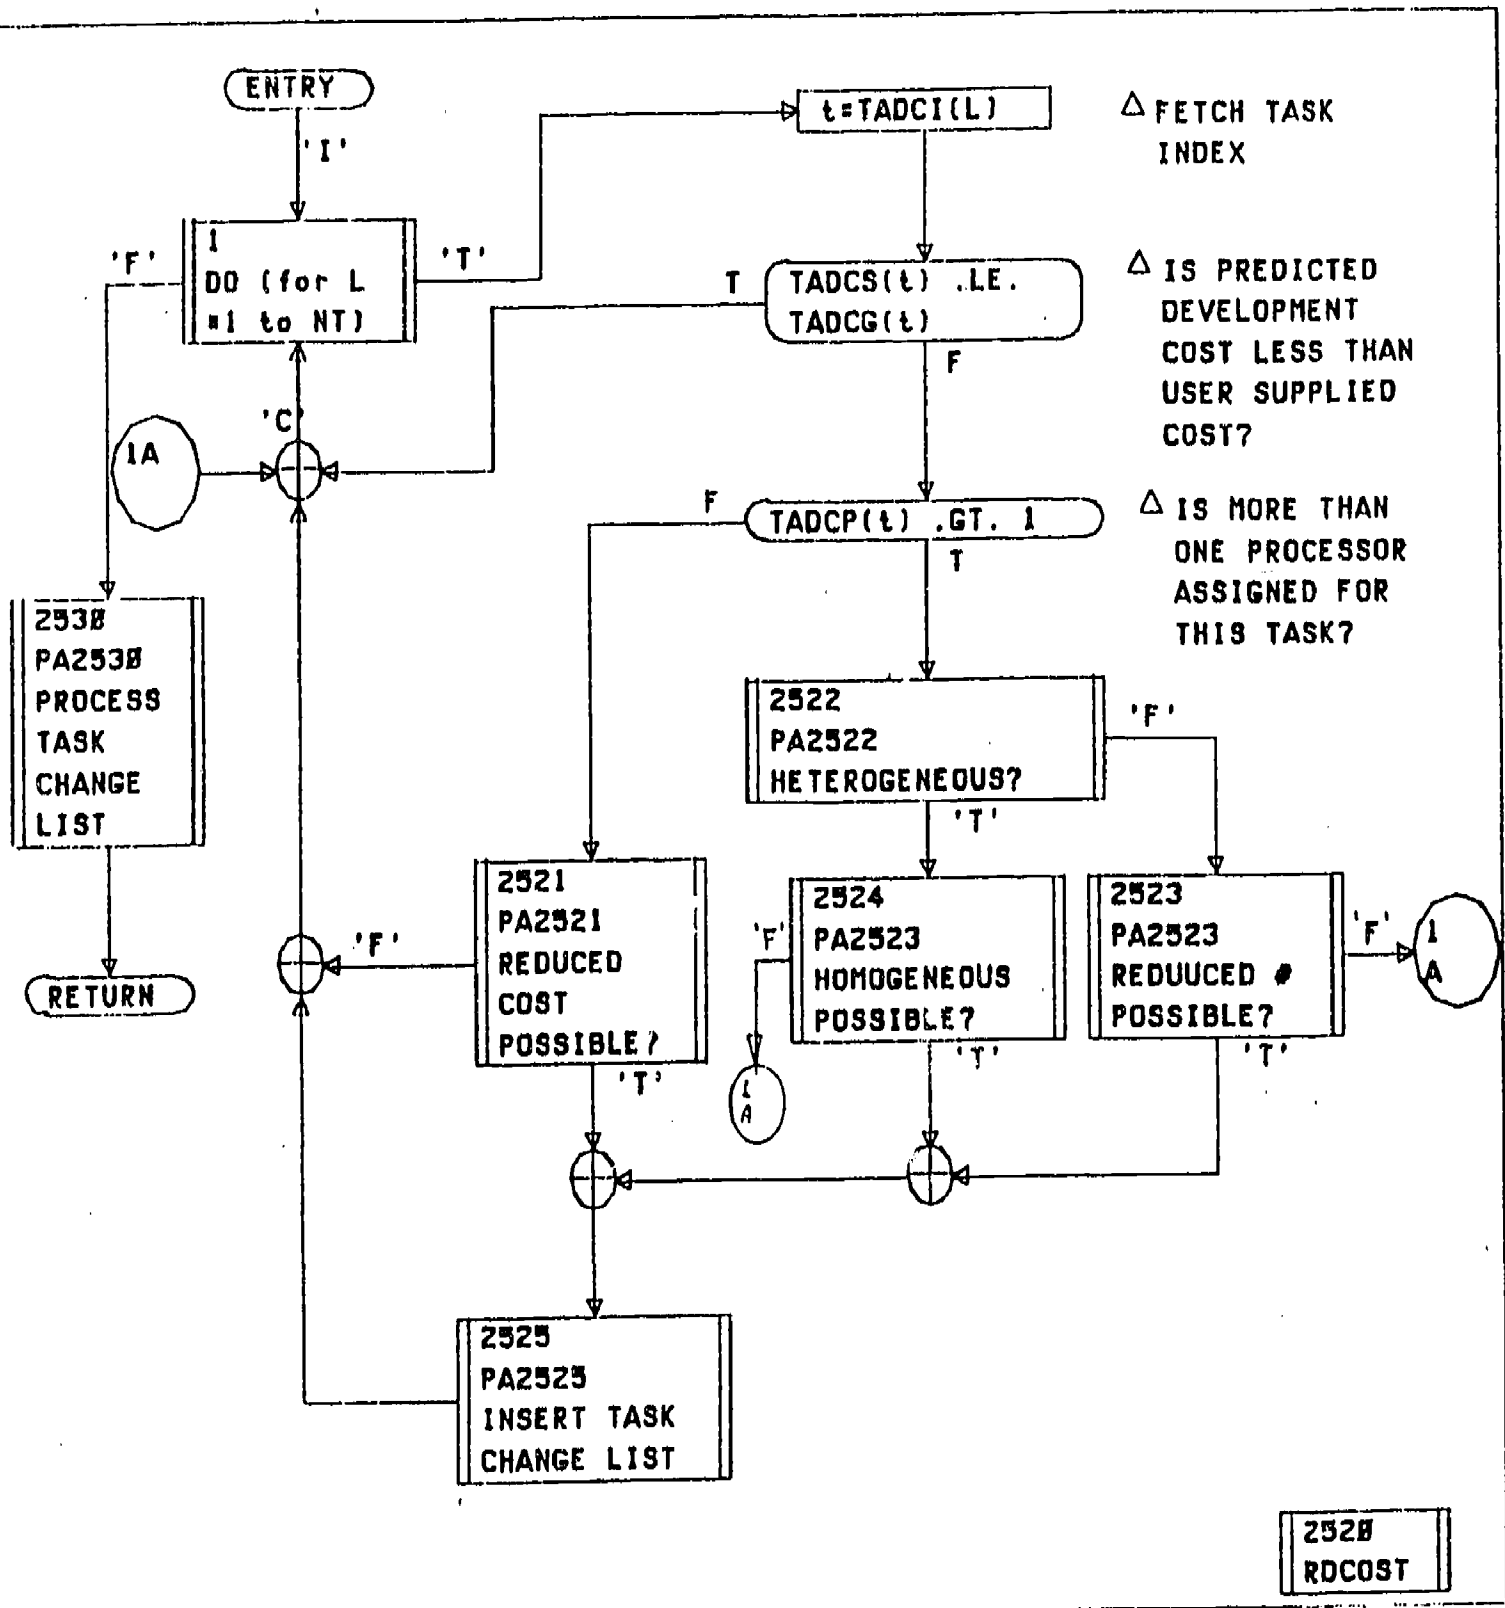 ENTRY
'I'
1
DO (for L
=1 to NT)
'F'
'T'
'C'
1A
t=TADCI(L)
△ FETCH TASK
INDEX
TADCS(t) .LE.
TADCG(t)
T
F
△ IS PREDICTED
DEVELOPMENT
COST LESS THAN
USER SUPPLIED
COST?
TADCP(t) .GT. 1
F
T
△ IS MORE THAN
ONE PROCESSOR
ASSIGNED FOR
THIS TASK?
2530
PA2530
PROCESS
TASK
CHANGE
LIST
RETURN
2522
PA2522
HETEROGENEOUS?
'F'
'T'
2521
PA2521
REDUCED
COST
POSSIBLE?
'F'
'T'
2524
PA2523
HOMOGENEOUS
POSSIBLE?
'F'
'T'
1
A
2523
PA2523
REDUUCED #
POSSIBLE?
'F'
'T'
1
A
2525
PA2525
INSERT TASK
CHANGE LIST
2520
RDCOST